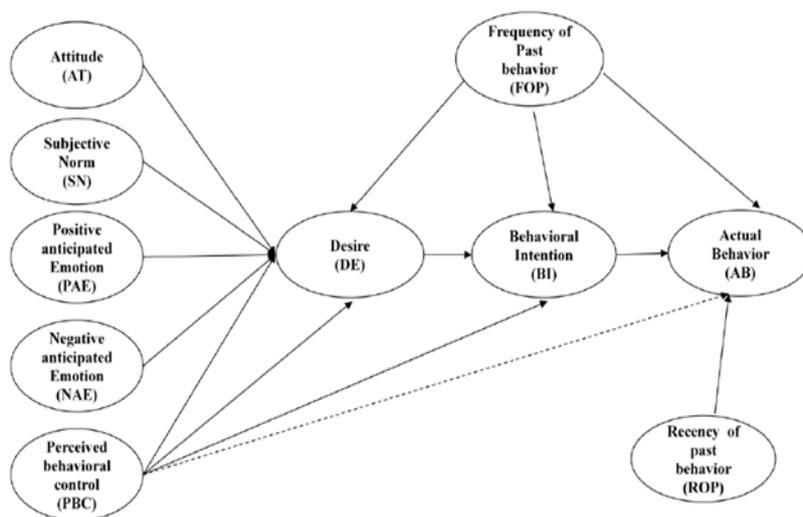 Attitude
(AT)
Subjective
Norm
(SN)
Positive
anticipated
Emotion
(PAE)
Negative
anticipated
Emotion
(NAE)
Perceived
behavioral
control
(PBC)
Desire
(DE)
Frequency of
Past
behavior
(FOP)
Behavioral
Intention
(BI)
Actual
Behavior
(AB)
Recency of
past
behavior
(ROP)